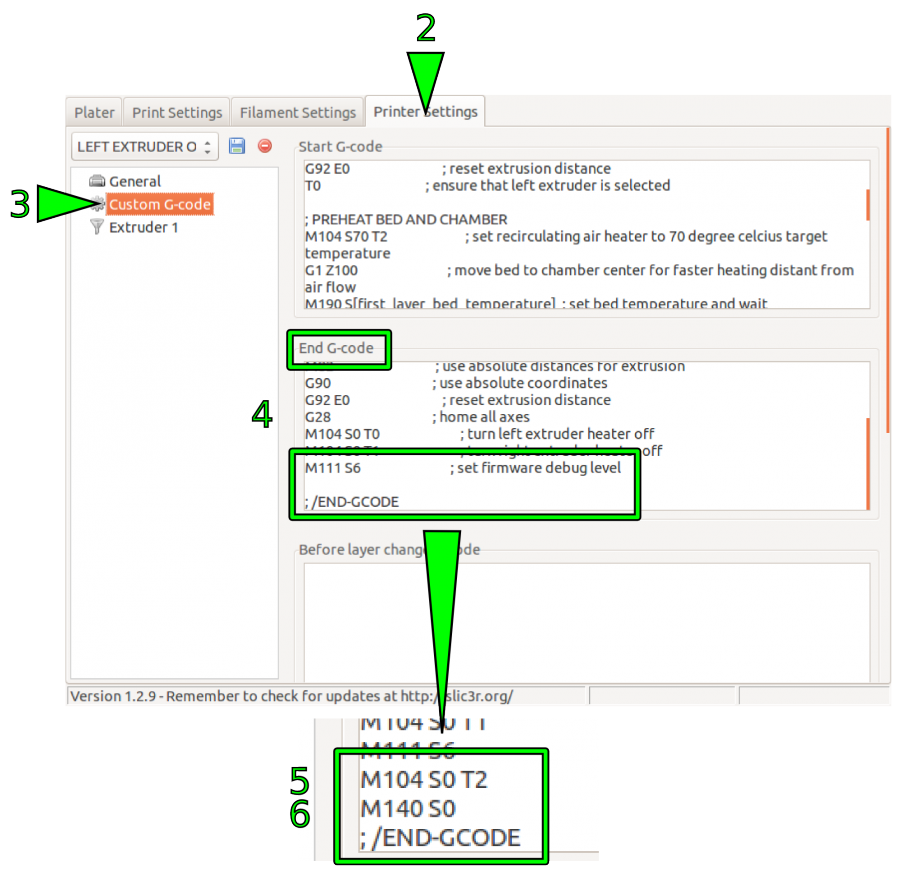 2
Plater Print Settings Filament Settings Printer Settings
LEFT EXTRUDER O
Start G-code
G92 E0 ; reset extrusion distance
T0 ; ensure that left extruder is selected
; PREHEAT BED AND CHAMBER
M104 S70 T2 ; set recirculating air heater to 70 degree celcius target
temperature
G1 Z100 ; move bed to chamber center for faster heating distant from
air flow
M190 S[first_layer_bed_temperature] ; set bed temperature and wait
General
3 Custom G-code
Extruder 1
End G-code
; use absolute distances for extrusion
G90 ; use absolute coordinates
G92 E0 ; reset extrusion distance
4
G28 ; home all axes
M104 S0 T0 ; turn left extruder heater off
M104 S0 T1 ; turn right extruder heater off
M111 S6 ; set firmware debug level
; /END-GCODE
Before layer change
Version 1.2.9 - Remember to check for updates at http://slic3r.org/
M104 S0 T1
M111 S6
5 M104 S0 T2
6 M140 S0
; /END-GCODE